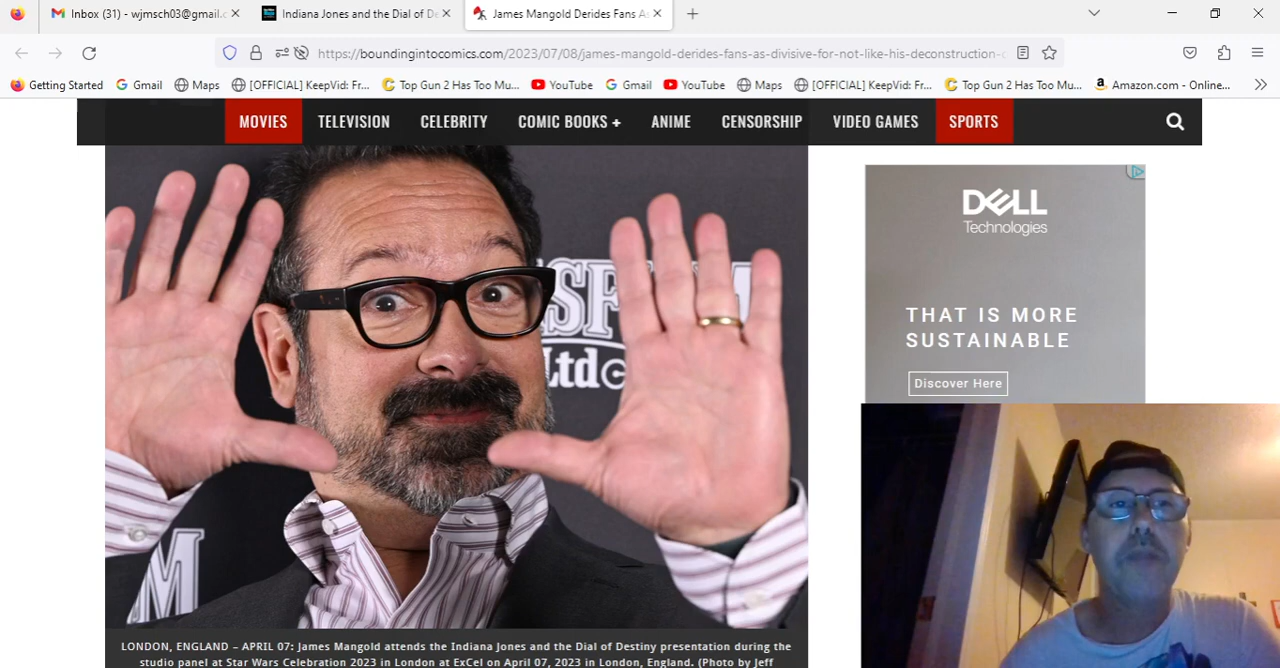 Inbox (31) - wjmsch03@gmail.c
Indiana Jones and the Dial of De
James Mangold Derides Fans A
https://boundingintocomics.com/2023/07/08/james-mangold-derides-fans-as-divisive-for-not-like-his-deconstruction-c
Getting Started
Gmail
Maps
[OFFICIAL] KeepVid: Fr...
Top Gun 2 Has Too Mu...
YouTube
Gmail
YouTube
Maps
[OFFICIAL] KeepVid: Fr...
Top Gun 2 Has Too Mu...
Amazon.com - Online...
MOVIES
TELEVISION
CELEBRITY
COMIC BOOKS +
ANIME
CENSORSHIP
VIDEO GAMES
SPORTS
Ltd
DELL
Technologies
THAT IS MORE
SUSTAINABLE
Discover Here
LONDON, ENGLAND – APRIL 07: James Mangold attends the Indiana Jones and the Dial of Destiny presentation during the
studio panel at Star Wars Celebration 2023 in London at ExCel on April 07, 2023 in London, England. (Photo by Jeff